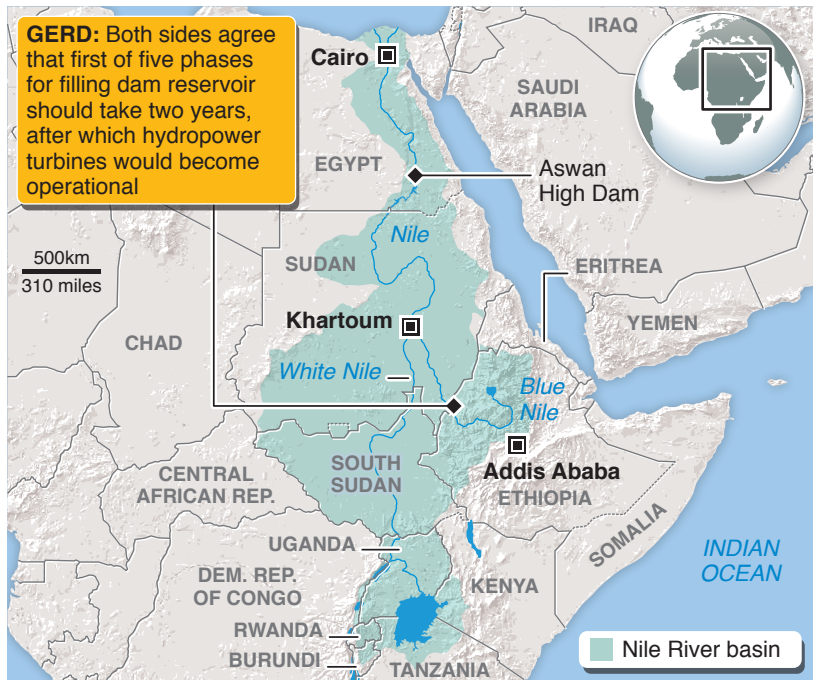 GERD: Both sides agree
that first of five phases
for filling dam reservoir
should take two years,
after which hydropower
turbines would become
operational
Cairo
IRAQ
SAUDI
ARABIA
EGYPT
Aswan
High Dam
Nile
500km
310 miles
SUDAN
ERITREA
Khartoum
YEMEN
CHAD
White Nile
Blue
Nile
SOUTH
SUDAN
Addis Ababa
ETHIOPIA
CENTRAL
AFRICAN REP.
SOMALIA
UGANDA
INDIAN
OCEAN
DEM. REP.
OF CONGO
KENYA
RWANDA
BURUNDI
TANZANIA
Nile River basin